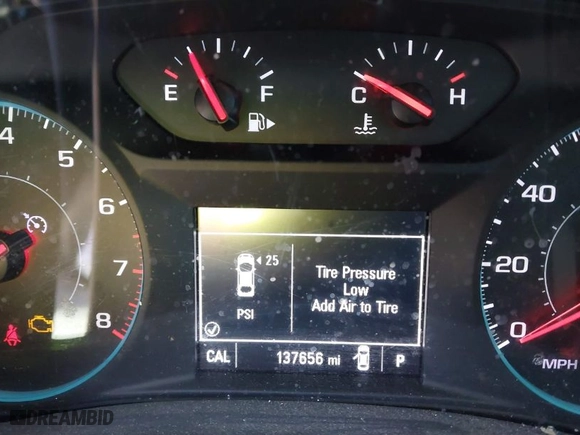 E F
C H
4
5
6
7
8
25
PSI
Tire Pressure
Low
Add Air to Tire
CAL 137656 mi P
40
20
0
MPH
DREAMBID